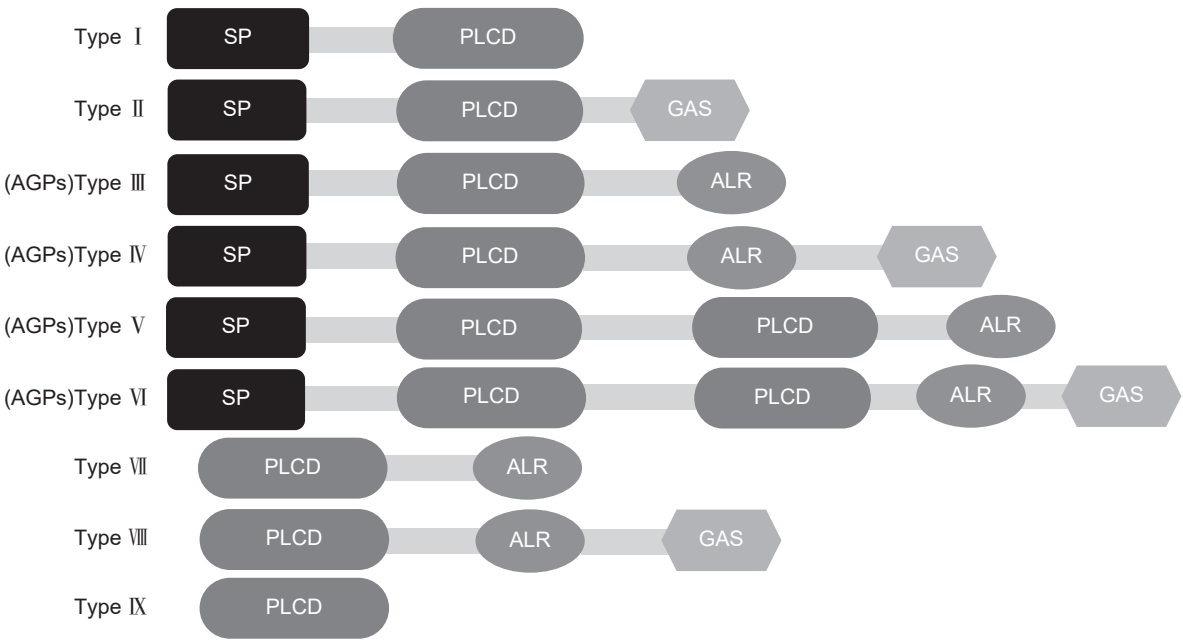 Type Ⅰ SP PLCD
Type Ⅱ SP PLCD GAS
(AGPs)Type Ⅲ SP PLCD ALR
(AGPs)Type Ⅳ SP PLCD ALR GAS
(AGPs)Type Ⅴ SP PLCD PLCD ALR
(AGPs)Type Ⅵ SP PLCD PLCD ALR GAS
Type Ⅶ PLCD ALR
Type Ⅷ PLCD ALR GAS
Type Ⅸ PLCD